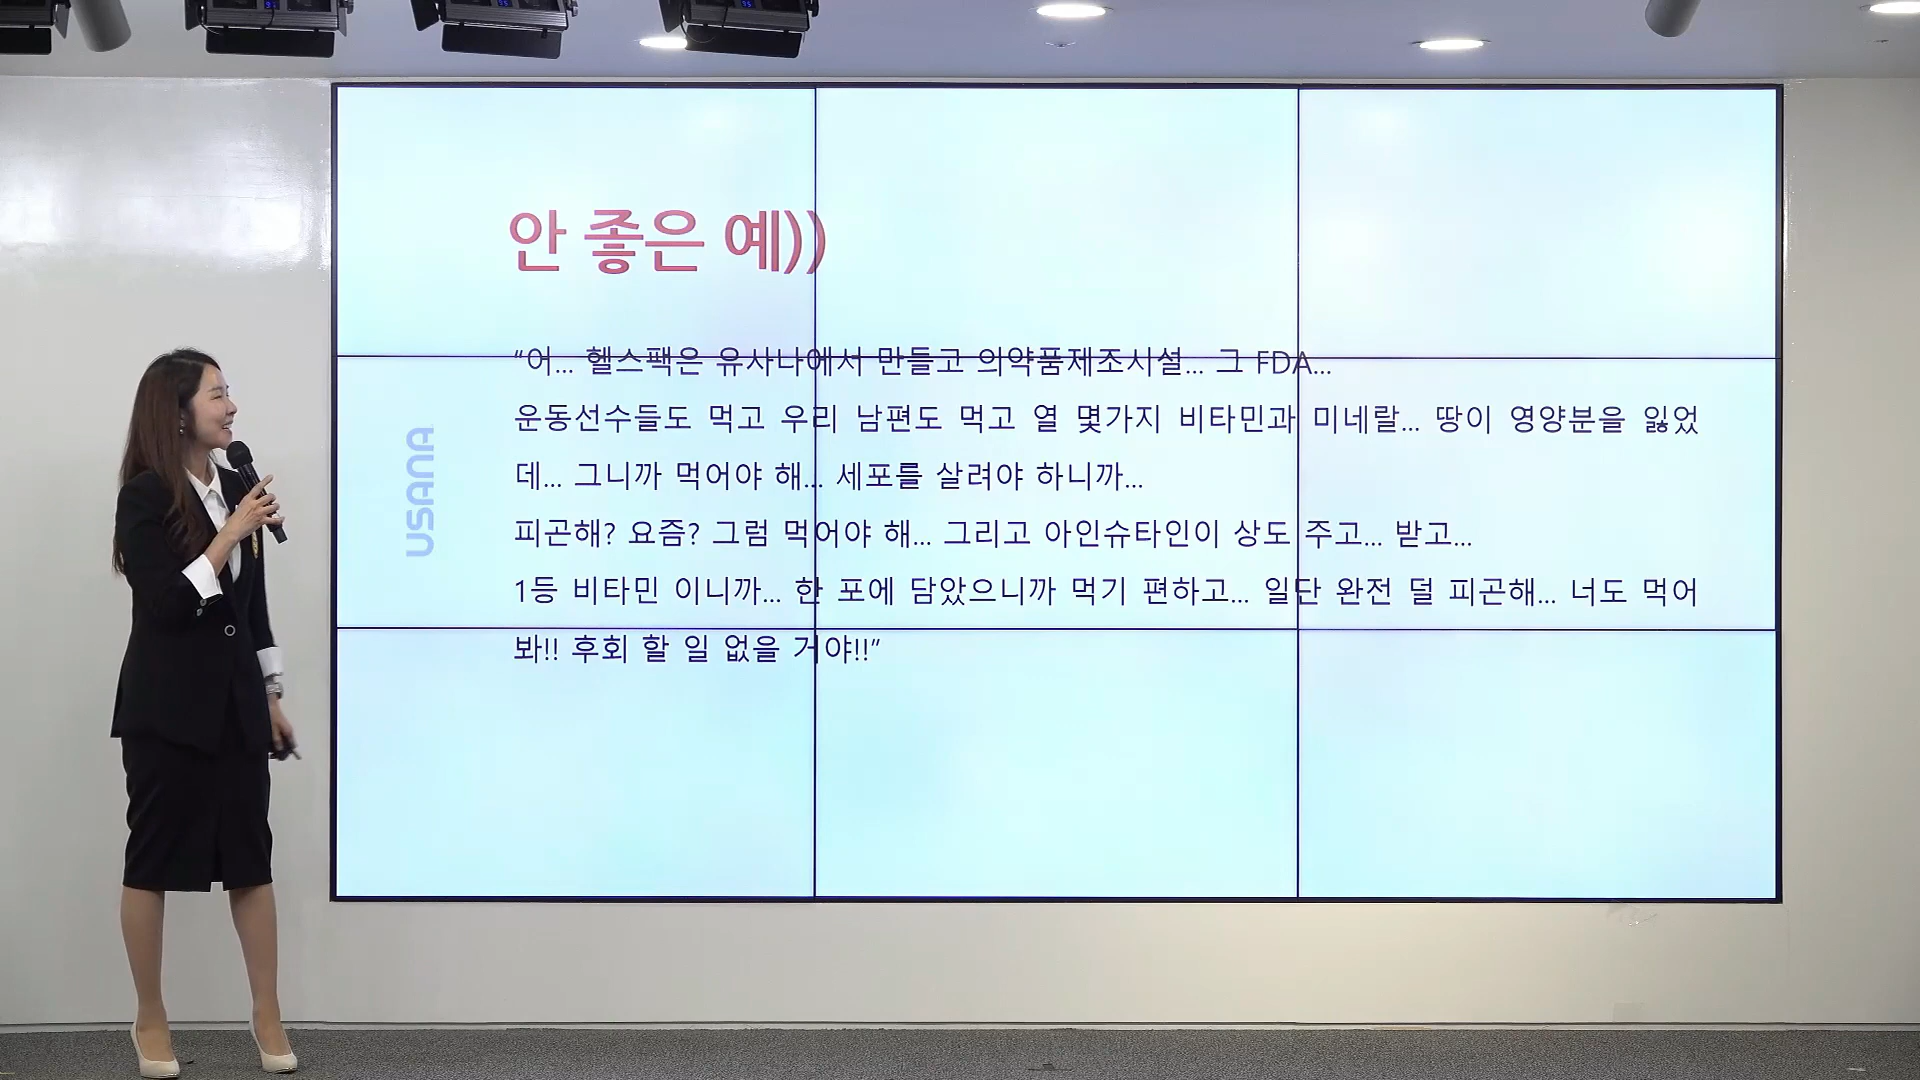 안 좋은 예))
“어... 헬스팩은 유사나에서 만들고 의약품제조시설... 그 FDA...
운동선수들도 먹고 우리 남편도 먹고 열 몇가지 비타민과 미네랄... 땅이 영양분을 잃었
데... 그니까 먹어야 해... 세포를 살려야 하니까...
피곤해? 요즘? 그럼 먹어야 해... 그리고 아인슈타인이 상도 주고... 받고...
1등 비타민 이니까... 한 포에 담았으니까 먹기 편하고... 일단 완전 덜 피곤해... 너도 먹어
봐!! 후회 할 일 없을 거야!!”
USANA